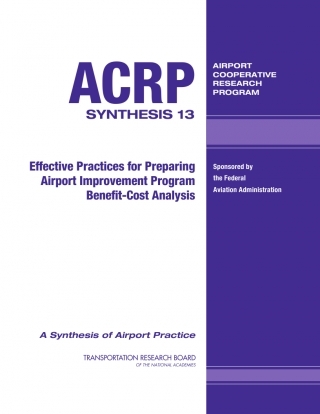 ACRP
SYNTHESIS 13
AIRPORT
COOPERATIVE
RESEARCH
PROGRAM
Effective Practices for Preparing
Airport Improvement Program
Benefit-Cost Analysis
Sponsored by
the Federal
Aviation Administration
A Synthesis of Airport Practice
TRANSPORTATION RESEARCH BOARD
OF THE NATIONAL ACADEMIES